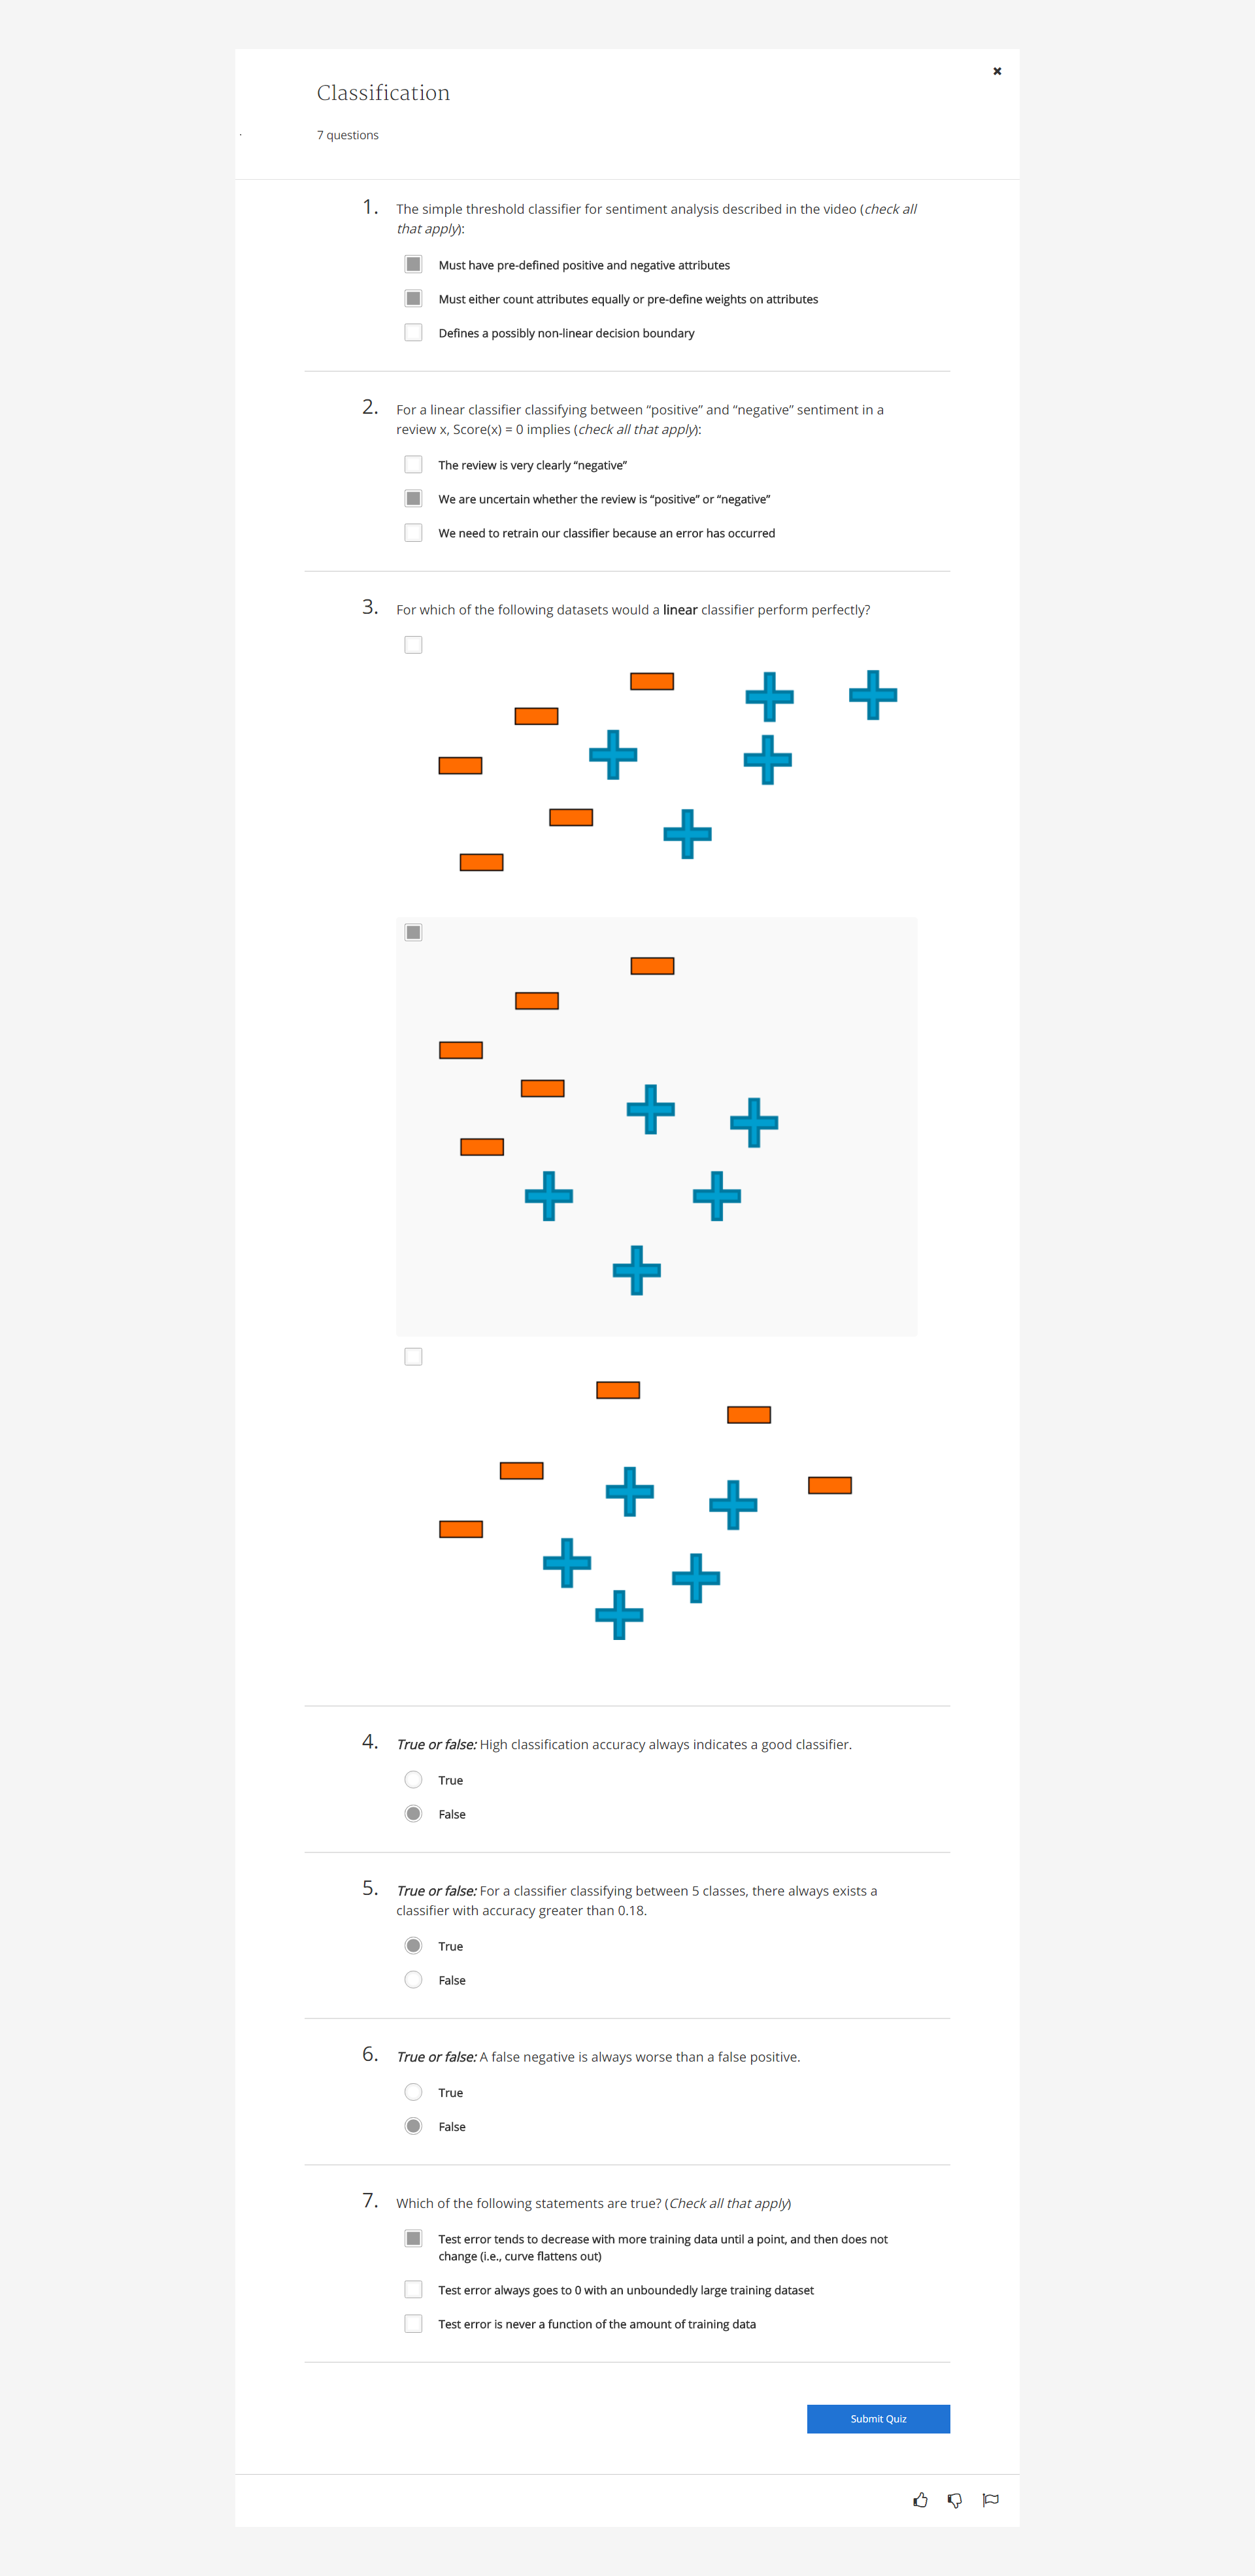 Classification
7 questions
1. The simple threshold classifier for sentiment analysis described in the video (check all
that apply):
Must have pre-defined positive and negative attributes
Must either count attributes equally or pre-define weights on attributes
Defines a possibly non-linear decision boundary
2. For a linear classifier classifying between “positive” and “negative” sentiment in a
review x, Score(x) = 0 implies (check all that apply):
The review is very clearly “negative”
We are uncertain whether the review is “positive” or “negative”
We need to retrain our classifier because an error has occurred
3. For which of the following datasets would a linear classifier perform perfectly?
4. True or false: High classification accuracy always indicates a good classifier.
True
False
5. True or false: For a classifier classifying between 5 classes, there always exists a
classifier with accuracy greater than 0.18.
True
False
6. True or false: A false negative is always worse than a false positive.
True
False
7. Which of the following statements are true? (Check all that apply)
Test error tends to decrease with more training data until a point, and then does not
change (i.e., curve flattens out)
Test error always goes to 0 with an unboundedly large training dataset
Test error is never a function of the amount of training data
Submit Quiz